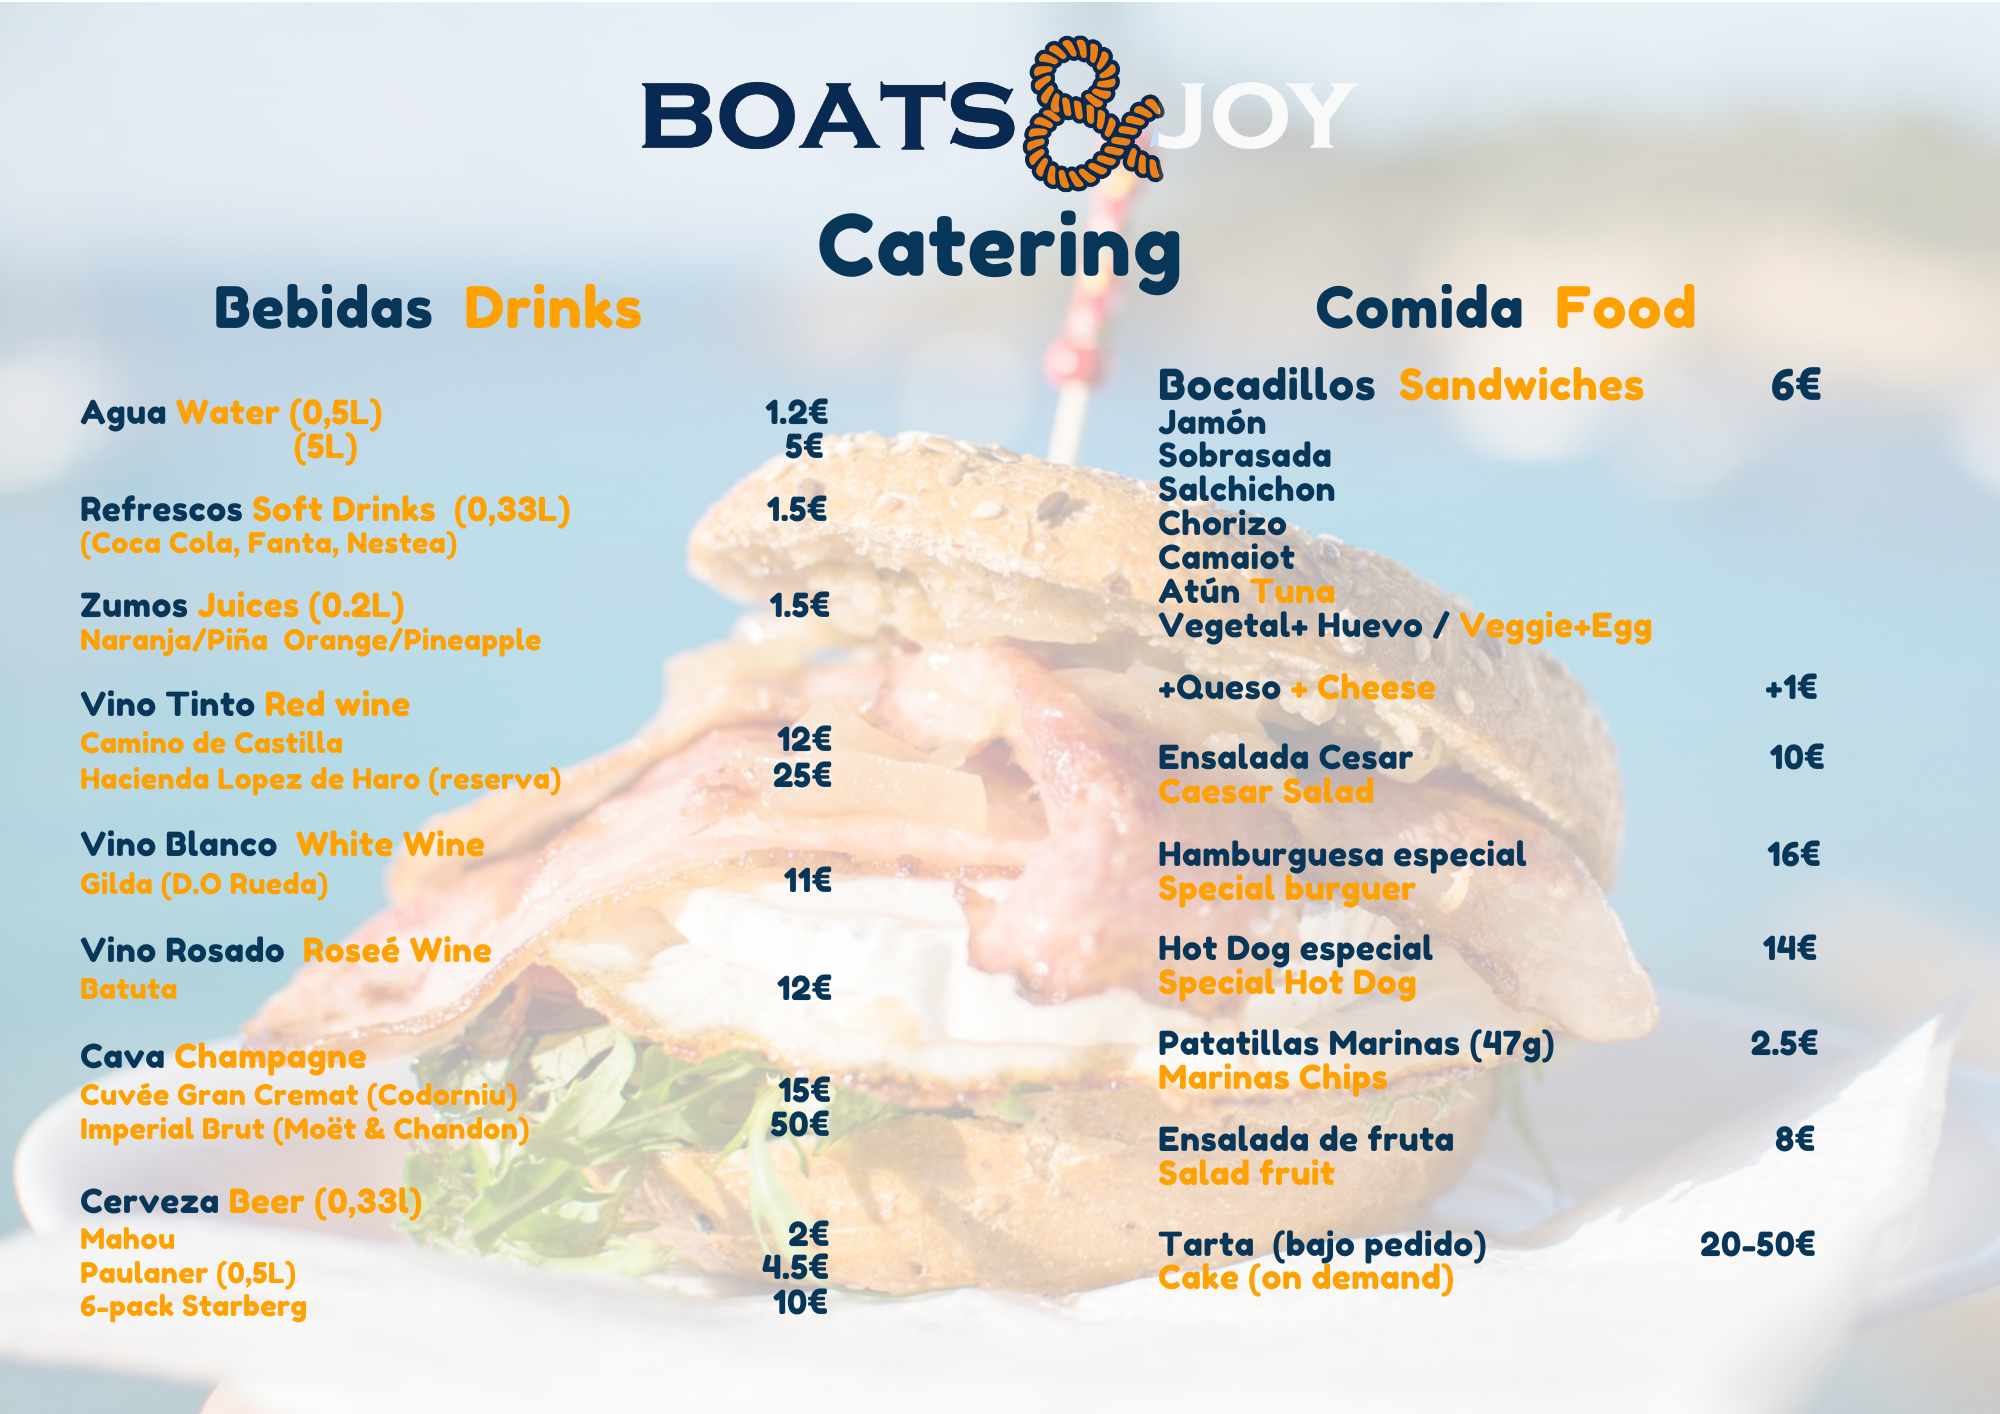 BOATS & JOY
Catering
Bebidas Drinks
Agua Water (0,5L) 1.2€
(5L) 5€
Refrescos Soft Drinks (0,33L) 1.5€
(Coca Cola, Fanta, Nestea)
Zumos Juices (0.2L) 1.5€
Naranja/Piña Orange/Pineapple
Vino Tinto Red wine
Camino de Castilla 12€
Hacienda Lopez de Haro (reserva) 25€
Vino Blanco White Wine
Gilda (D.O Rueda) 11€
Vino Rosado Roseé Wine
Batuta 12€
Cava Champagne
Cuvée Gran Cremat (Codorniu) 15€
Imperial Brut (Moët & Chandon) 50€
Cerveza Beer (0,33l)
Mahou 2€
Paulaner (0,5L) 4.5€
6-pack Starberg 10€
Comida Food
Bocadillos Sandwiches 6€
Jamón
Sobrasada
Salchichon
Chorizo
Camaiot
Atún Tuna
Vegetal+ Huevo / Veggie+Egg
+Queso + Cheese +1€
Ensalada Cesar 10€
Caesar Salad
Hamburguesa especial 16€
Special burguer
Hot Dog especial 14€
Special Hot Dog
Patatillas Marinas (47g) 2.5€
Marinas Chips
Ensalada de fruta 8€
Salad fruit
Tarta (bajo pedido) 20-50€
Cake (on demand)